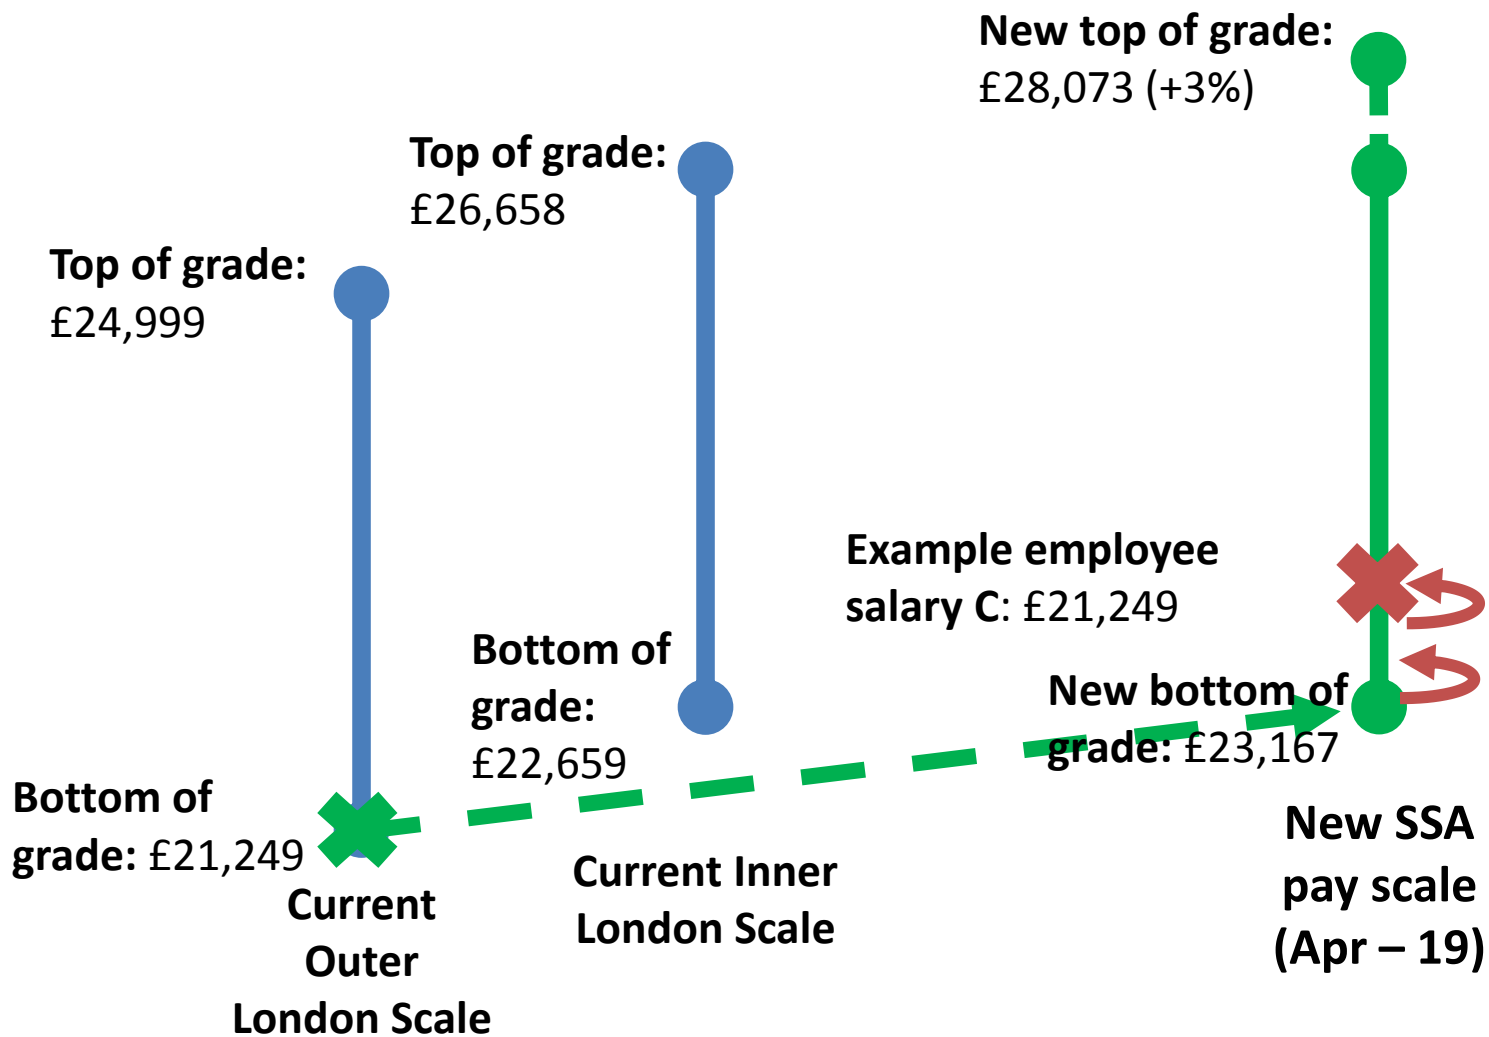 New top of grade:
£28,073 (+3%)
Top of grade:
£26,658
Top of grade:
£24,999
Example employee
salary C: £21,249
Bottom of
grade:
£22,659
New bottom of
grade: £23,167
Bottom of
grade: £21,249
Current
Outer
London Scale
Current Inner
London Scale
New SSA
pay scale
(Apr – 19)